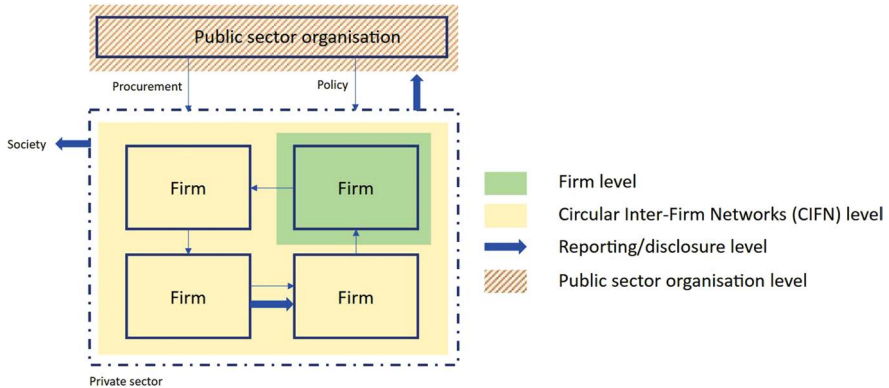 Public sector organisation
Procurement
Policy
Society
Firm
Firm
Firm
Firm
Private sector
Firm level
Circular Inter-Firm Networks (CIFN) level
Reporting/disclosure level
Public sector organisation level